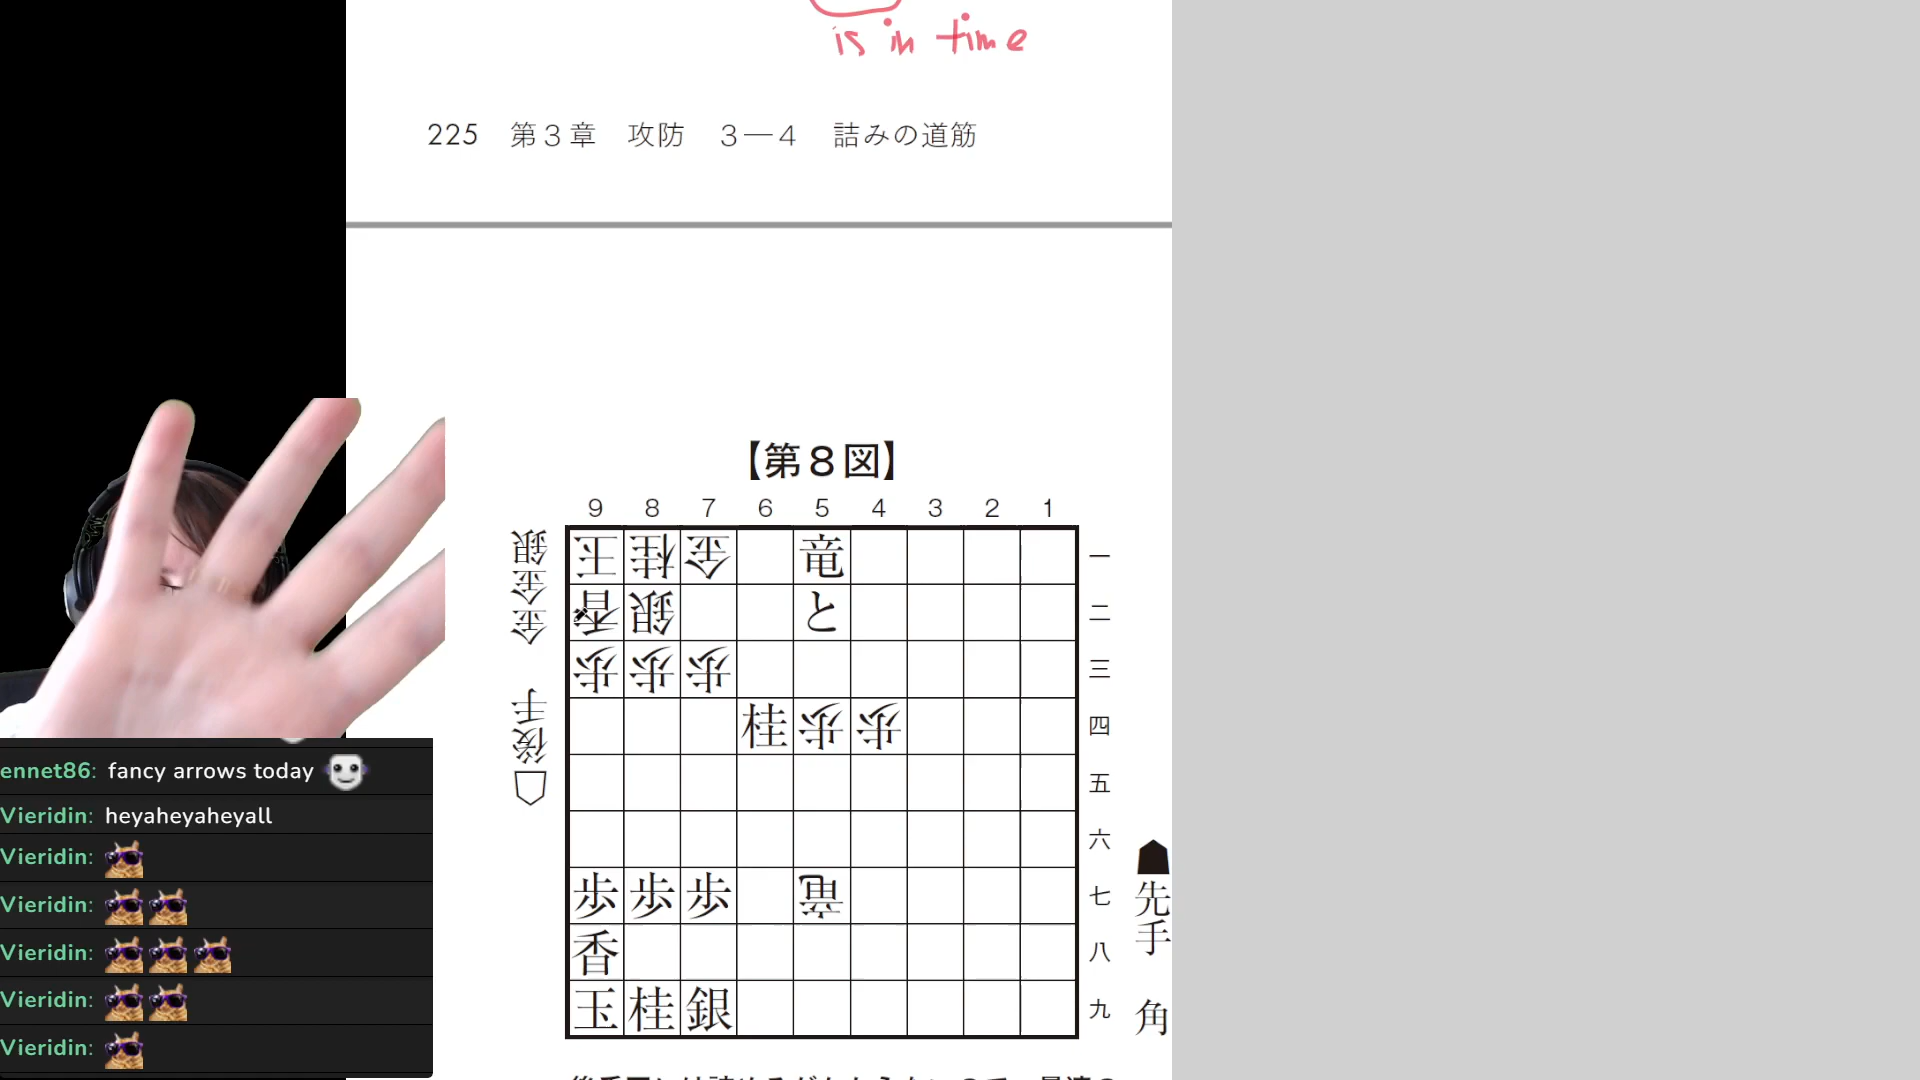 is in time
225 第3章 攻防 3—4 詰みの道筋
【第8図】
9 8 7 6 5 4 3 2 1
王 桂 金 竜 一
香 銀 と 二
歩 歩 歩 三
桂 歩 歩 四
五
六
歩 歩 歩 竜 七
香 八
玉 桂 銀 九
☖後手 金金銀
☗先手 角
ennet86: fancy arrows today
Vieridin: heyaheyaheyall
Vieridin:
Vieridin:
Vieridin:
Vieridin:
Vieridin: